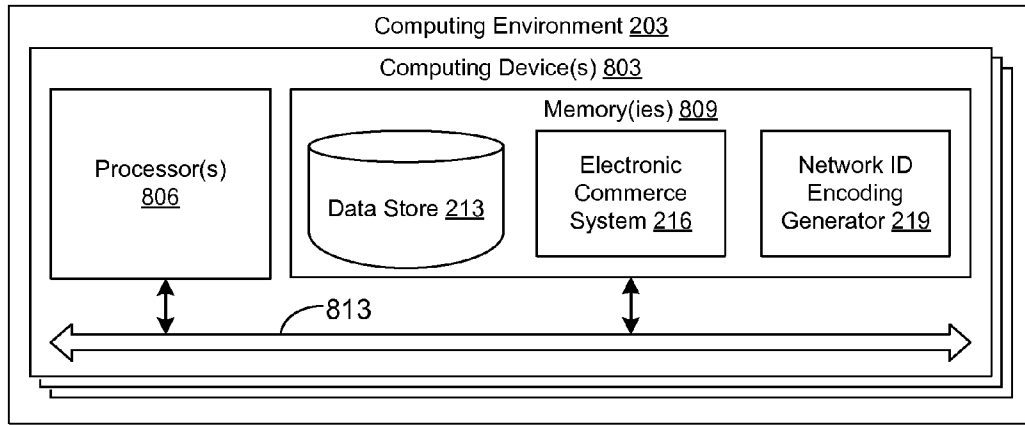 Computing Environment 203
Computing Device(s) 803
Processor(s)
806
Memory(ies) 809
Data Store 213
Electronic
Commerce
System 216
Network ID
Encoding
Generator 219
813